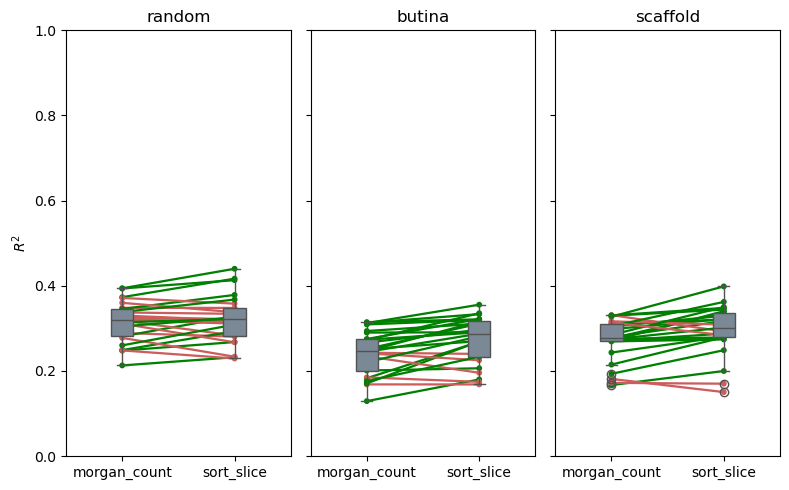 random butina scaffold
1.0
0.8
0.6
R²
0.4
0.2
0.0
morgan_count sort_slice morgan_count sort_slice morgan_count sort_slice